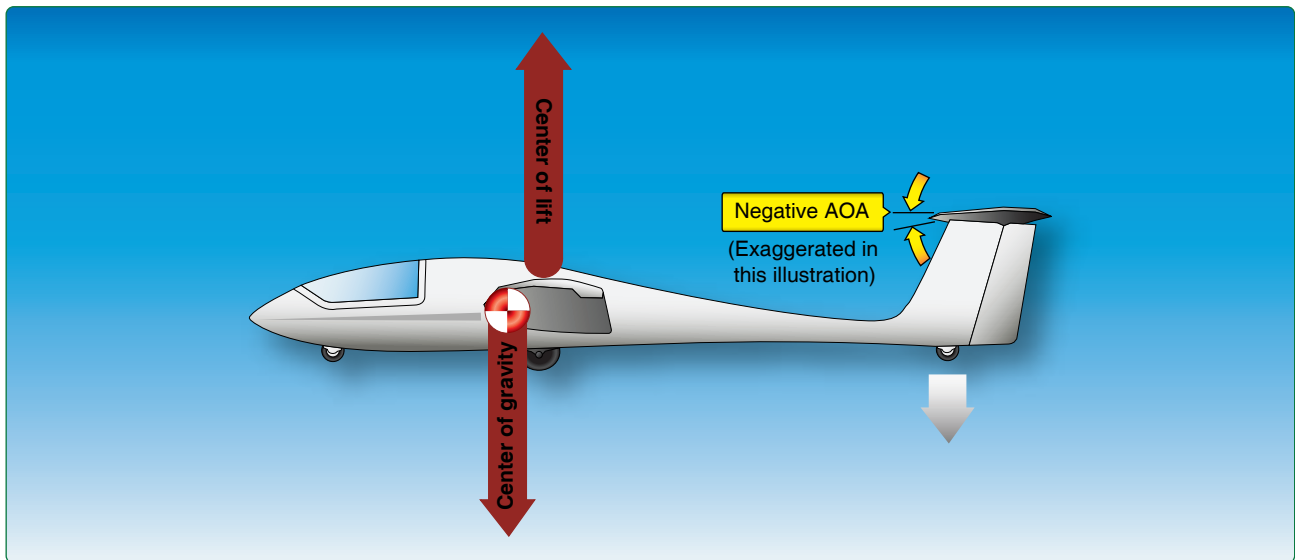 Center of lift
Negative AOA
(Exaggerated in
this illustration)
Center of gravity